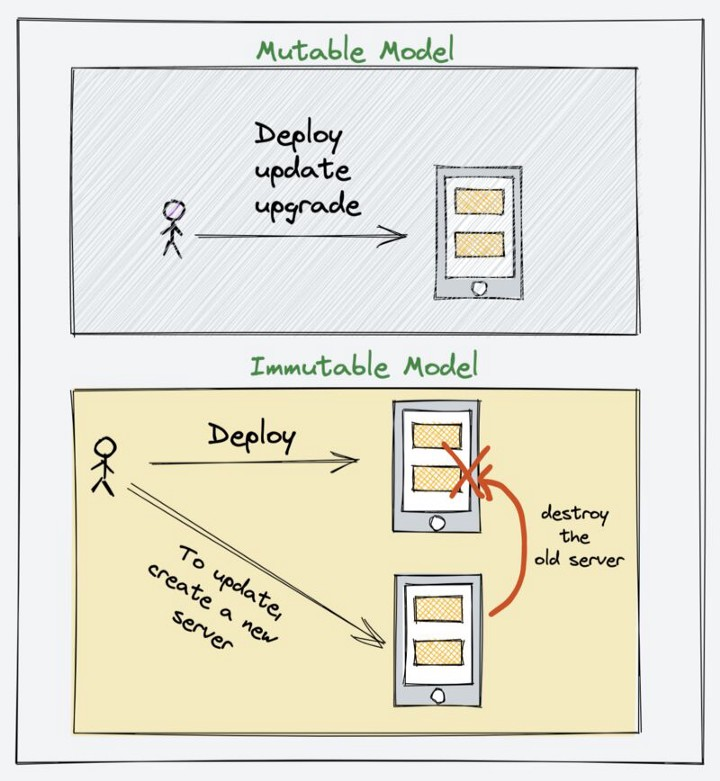 Mutable Model
Deploy
update
upgrade
Immutable Model
Deploy
To update,
create a new
server
destroy
the
old server